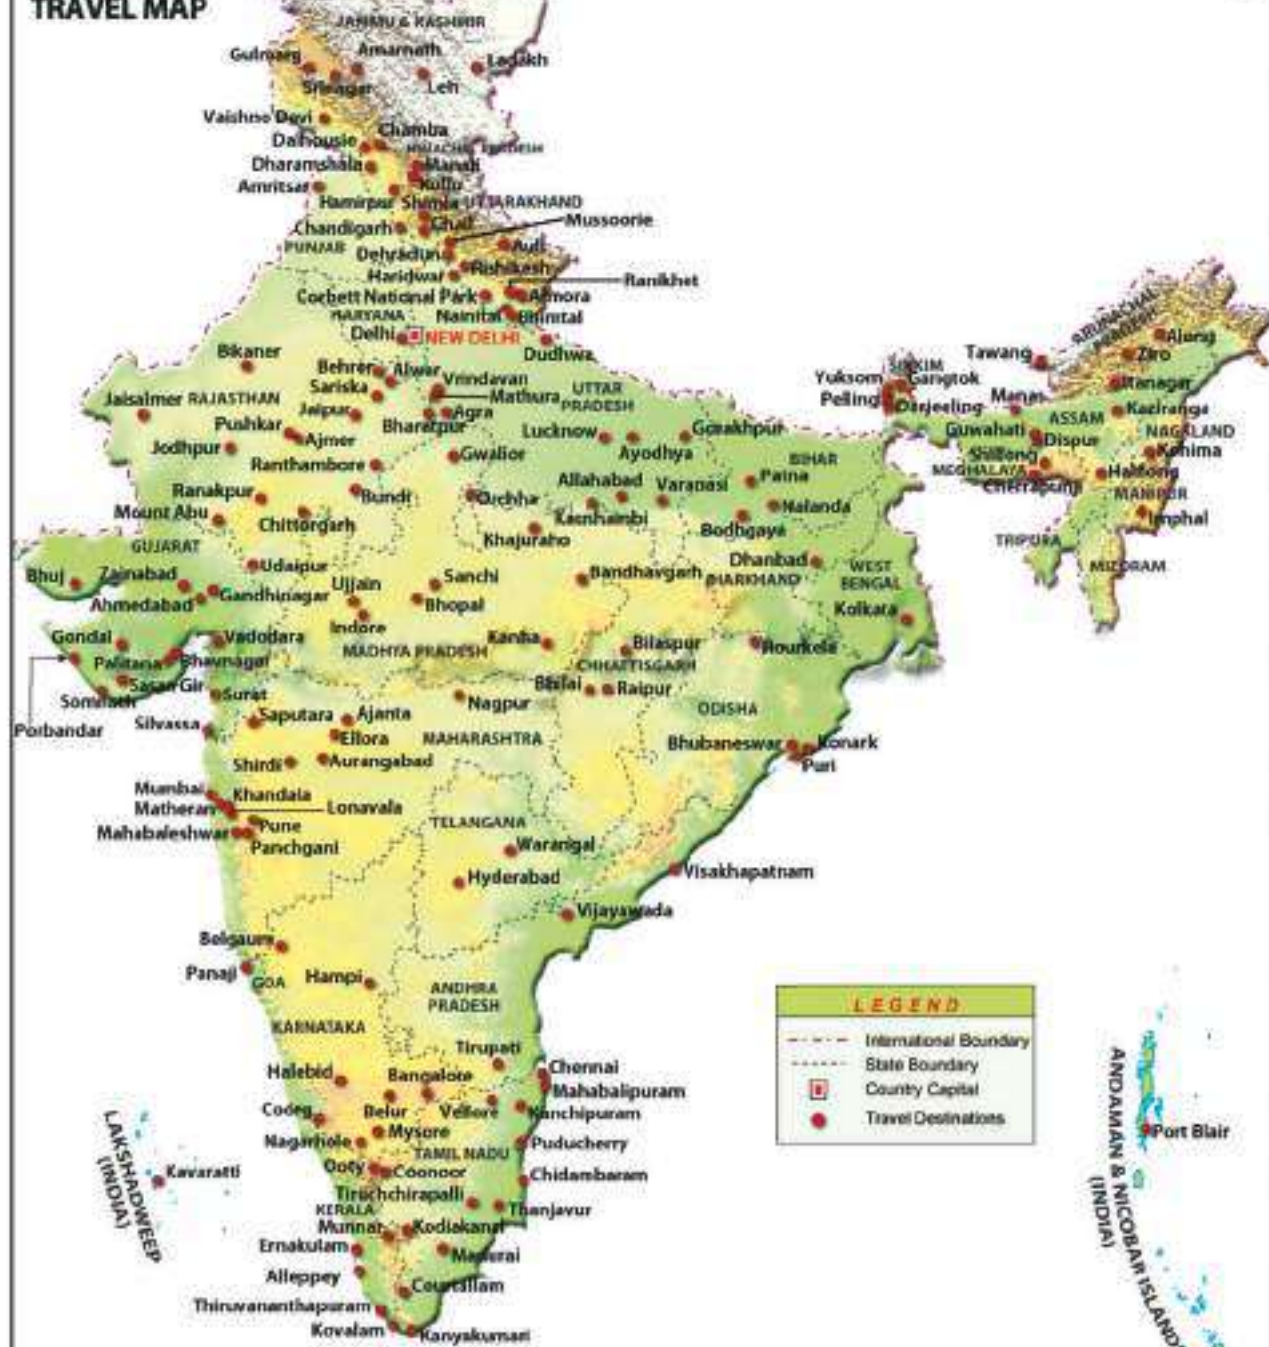 TRAVEL MAP
JAMMU & KASHMIR
Gulmarg
Amarnath
Ladakh
Srinagar
Leh
Vaishno Devi
Chamba
Dalhousie
HIMACHAL PRADESH
Dharamshala
Manali
Amritsar
Kullu
Hamirpur
Shimla
UTTARAKHAND
Mussoorie
Chandigarh
Chail
PUNJAB
Auli
Dehradun
Rishikesh
Haridwar
Ranikhet
Corbett National Park
Almora
HARYANA
Nainital
Bhimtal
Delhi
NEW DELHI
Dudhwa
Bikaner
Behrer
Alwar
Vrindavan
Sariska
Mathura
UTTAR
PRADESH
Jaisalmer
RAJASTHAN
Jaipur
Agra
Bharatpur
Pushkar
Ajmer
Lucknow
Gorakhpur
Jodhpur
Gwalior
Ayodhya
BIHAR
Ranthambore
Patna
Allahabad
Varanasi
Ranakpur
Bundi
Orchha
Nalanda
Mount Abu
Chittorgarh
Kaushambi
Bodhgaya
Khajuraho
GUJARAT
Dhanbad
Udaipur
WEST
BENGAL
Bhuj
Zainabad
Ujjain
Sanchi
Bandhavgarh
JHARKHAND
Ahmedabad
Gandhinagar
Bhopal
Kolkata
Indore
Gondal
Vadodara
Kanha
Bilaspur
Rourkela
MADHYA PRADESH
Palitana
Bhavnagar
CHHATTISGARH
Sasan Gir
Surat
Bhilai
Raipur
Somnath
Nagpur
ODISHA
Porbandar
Silvassa
Saputara
Ajanta
Ellora
MAHARASHTRA
Bhubaneswar
Konark
Shirdi
Aurangabad
Puri
Mumbai
Khandala
Matheran
Lonavala
TELANGANA
Mahabaleshwar
Pune
Panchgani
Warangal
Hyderabad
Visakhapatnam
Vijayawada
Belgaum
Panaji
GOA
Hampi
ANDHRA
PRADESH
KARNATAKA
Tirupati
Halebid
Bangalore
Chennai
Mahabalipuram
Coorg
Belur
Vellore
Kanchipuram
Nagarhole
Mysore
TAMIL NADU
Puducherry
Ooty
Coonoor
Chidambaram
Tiruchchirapalli
KERALA
Thanjavur
Munnar
Kodiakanal
Ernakulam
Madurai
Alleppey
Courtallam
Thiruvananthapuram
Kovalam
Kanyakumari
ARUNACHAL
PRADESH
Along
Tawang
Ziro
SIKKIM
Yuksom
Gangtok
Itanagar
Pelling
Darjeeling
Manas
ASSAM
Kaziranga
Guwahati
Dispur
NAGALAND
Shillong
Kohima
MEGHALAYA
Haflong
Cherrapunji
MANIPUR
Imphal
TRIPURA
MIZORAM
LEGEND
International Boundary
State Boundary
Country Capital
Travel Destinations
LAKSHADWEEP
(INDIA)
Kavaratti
ANDAMAN & NICOBAR ISLANDS
(INDIA)
Port Blair